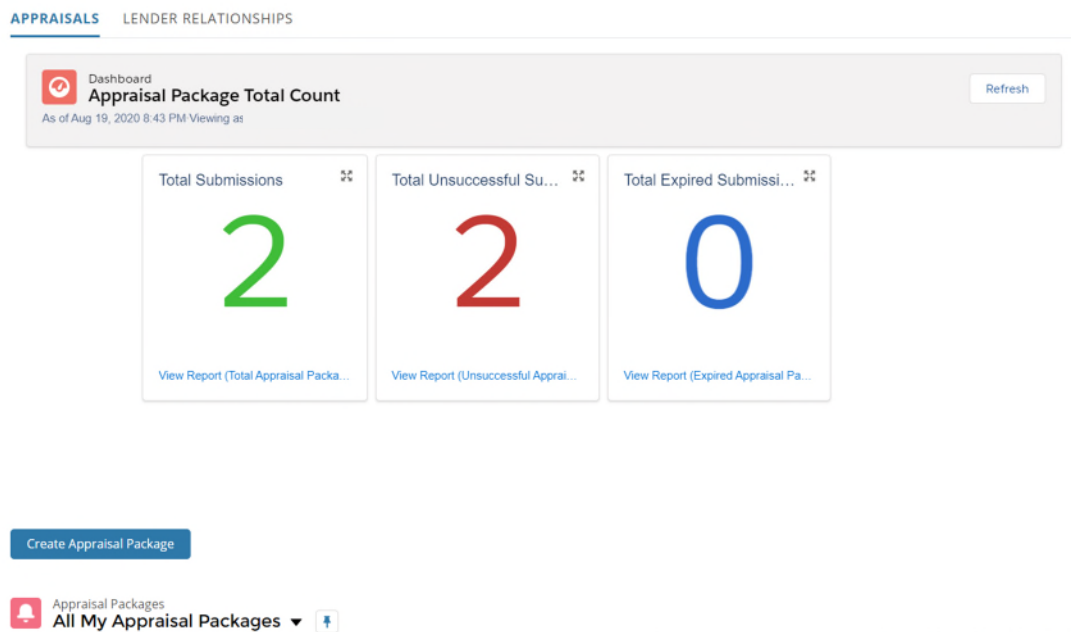 APPRAISALS LENDER RELATIONSHIPS
Dashboard
Appraisal Package Total Count
As of Aug 19, 2020 8:43 PM Viewing as
Refresh
Total Submissions
2
View Report (Total Appraisal Packa...
Total Unsuccessful Su...
2
View Report (Unsuccessful Apprai...
Total Expired Submissi...
0
View Report (Expired Appraisal Pa...
Create Appraisal Package
Appraisal Packages
All My Appraisal Packages